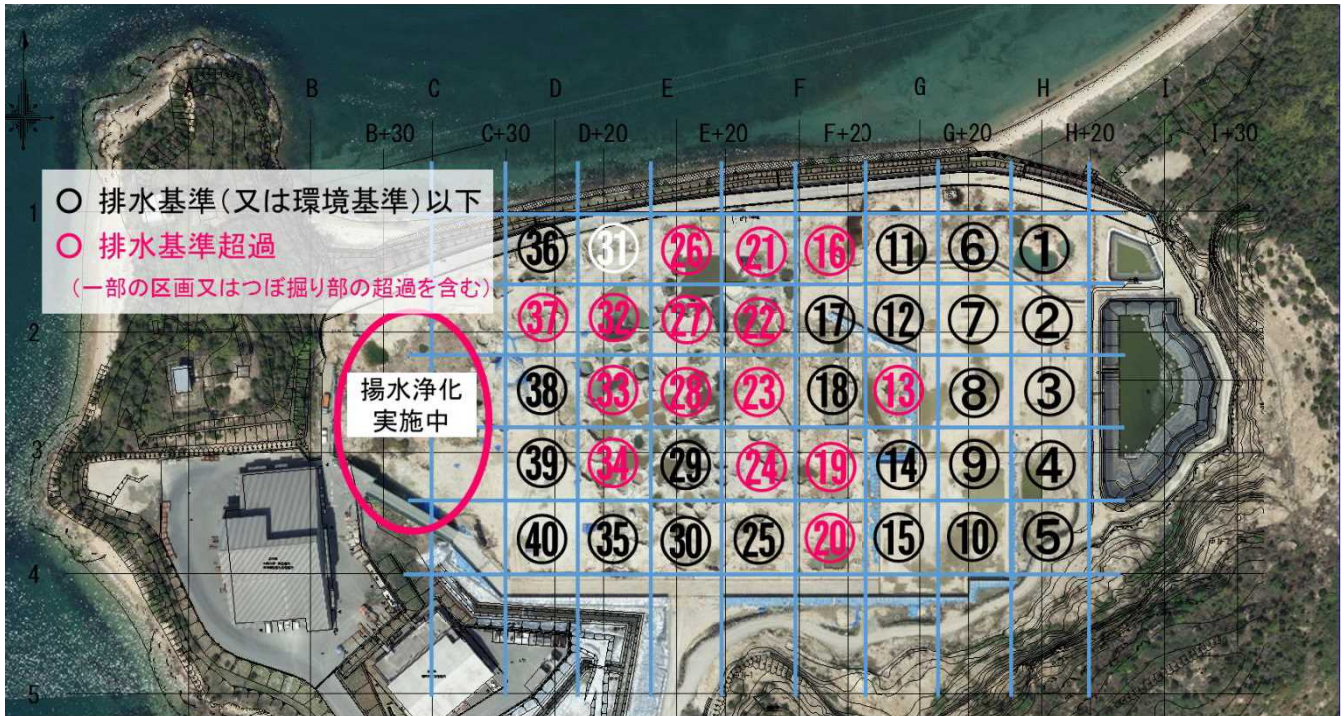 A B C D E F G H I
B+30 C+30 D+20 E+20 F+20 G+20 H+20 I+30
○ 排水基準(又は環境基準)以下
○ 排水基準超過
(一部の区画又はつぼ掘り部の超過を含む)
1
㊱ ㉛ ㉖ ㉑ ⑯ ⑪ ⑥ ①
2
㊲ ㉜ ㉗ ㉒ ⑰ ⑫ ⑦ ②
揚水浄化
実施中
㊳ ㉝ ㉘ ㉓ ⑱ ⑬ ⑧ ③
3
㊴ ㉞ ㉙ ㉔ ⑲ ⑭ ⑨ ④
㊵ ㉟ ㉚ ㉕ ⑳ ⑮ ⑩ ⑤
4
5